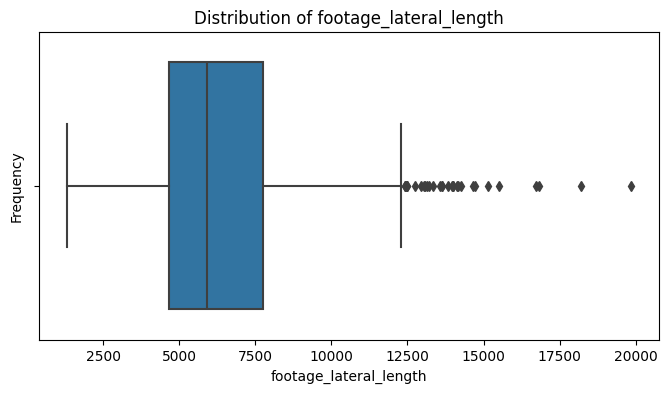 Distribution of footage_lateral_length
Frequency
2500 5000 7500 10000 12500 15000 17500 20000
footage_lateral_length